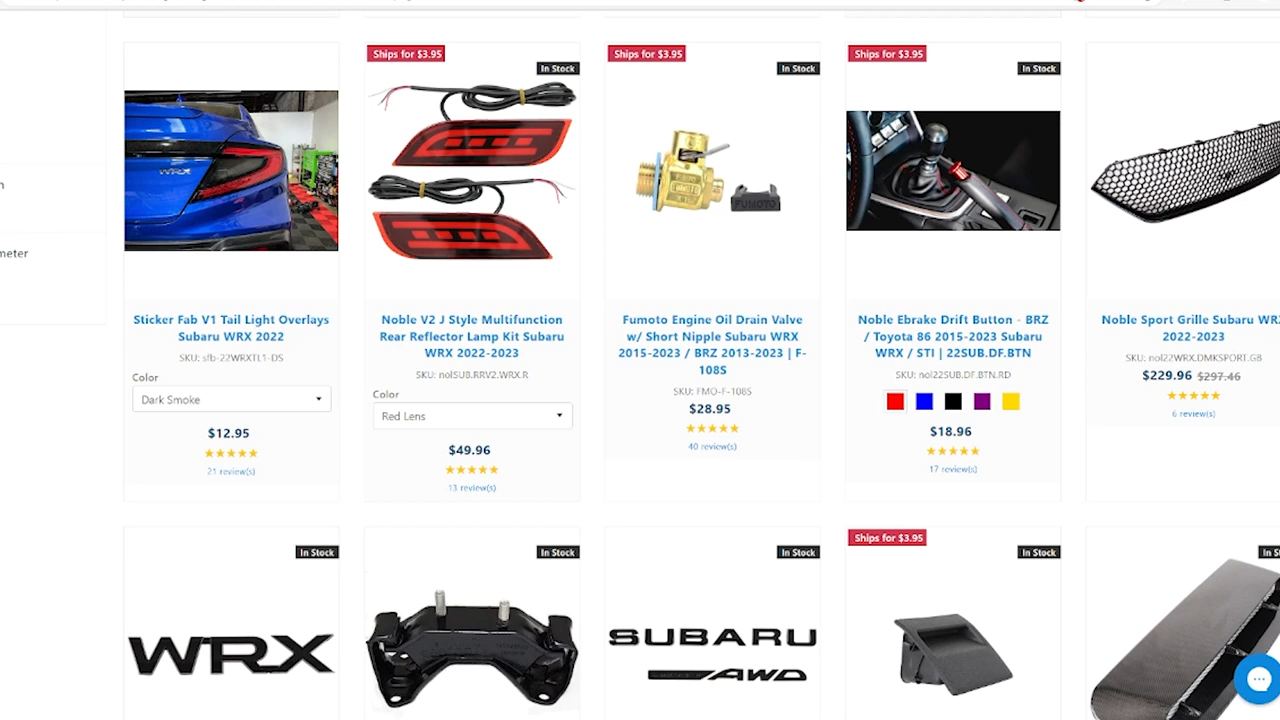 n
meter
WRX
Sticker Fab V1 Tail Light Overlays
Subaru WRX 2022
SKU: sfb-22WRXTL1-DS
Color
Dark Smoke
$12.95
21 review(s)
Ships for $3.95
In Stock
Noble V2 J Style Multifunction
Rear Reflector Lamp Kit Subaru
WRX 2022-2023
SKU: nolSUB.RRV2.WRX.R
Color
Red Lens
$49.96
13 review(s)
Ships for $3.95
In Stock
FUMOTO
Fumoto Engine Oil Drain Valve
w/ Short Nipple Subaru WRX
2015-2023 / BRZ 2013-2023 | F-
108S
SKU: FMO-F-108S
$28.95
40 review(s)
Ships for $3.95
In Stock
Noble Ebrake Drift Button - BRZ
/ Toyota 86 2015-2023 Subaru
WRX / STI | 22SUB.DF.BTN
SKU: nol22SUB.DF.BTN.RD
$18.96
17 review(s)
Noble Sport Grille Subaru WR
2022-2023
SKU: nol22WRX.DMKSPORT.GB
$229.96 $297.46
6 review(s)
In Stock
WRX
In Stock
In Stock
SUBARU
AWD
Ships for $3.95
In Stock
In S